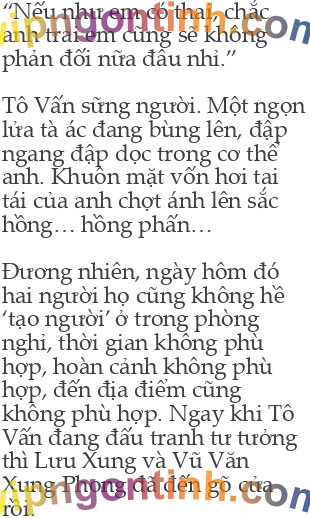 “Nếu như em có thai, chắc
anh trai em cũng sẽ không
phản đối nữa đâu nhỉ.”
Tô Vấn sững người. Một ngọn
lửa tà ác đang bùng lên, đập
ngang đập dọc trong cơ thể
anh. Khuôn mặt vốn hơi tai
tái của anh chợt ánh lên sắc
hồng… hồng phấn…
Đương nhiên, ngày hôm đó
hai người họ cũng không hề
‘tạo người’ ở trong phòng
nghỉ, thời gian không phù
hợp, hoàn cảnh không phù
hợp, đến địa điểm cũng
không phù hợp. Ngay khi Tô
Vấn đang đấu tranh tư tưởng
thì Lưu Xung và Vũ Văn
Xung Phong đã đến gõ cửa
rồi.
vipngontinh.com
vipngontinh.com